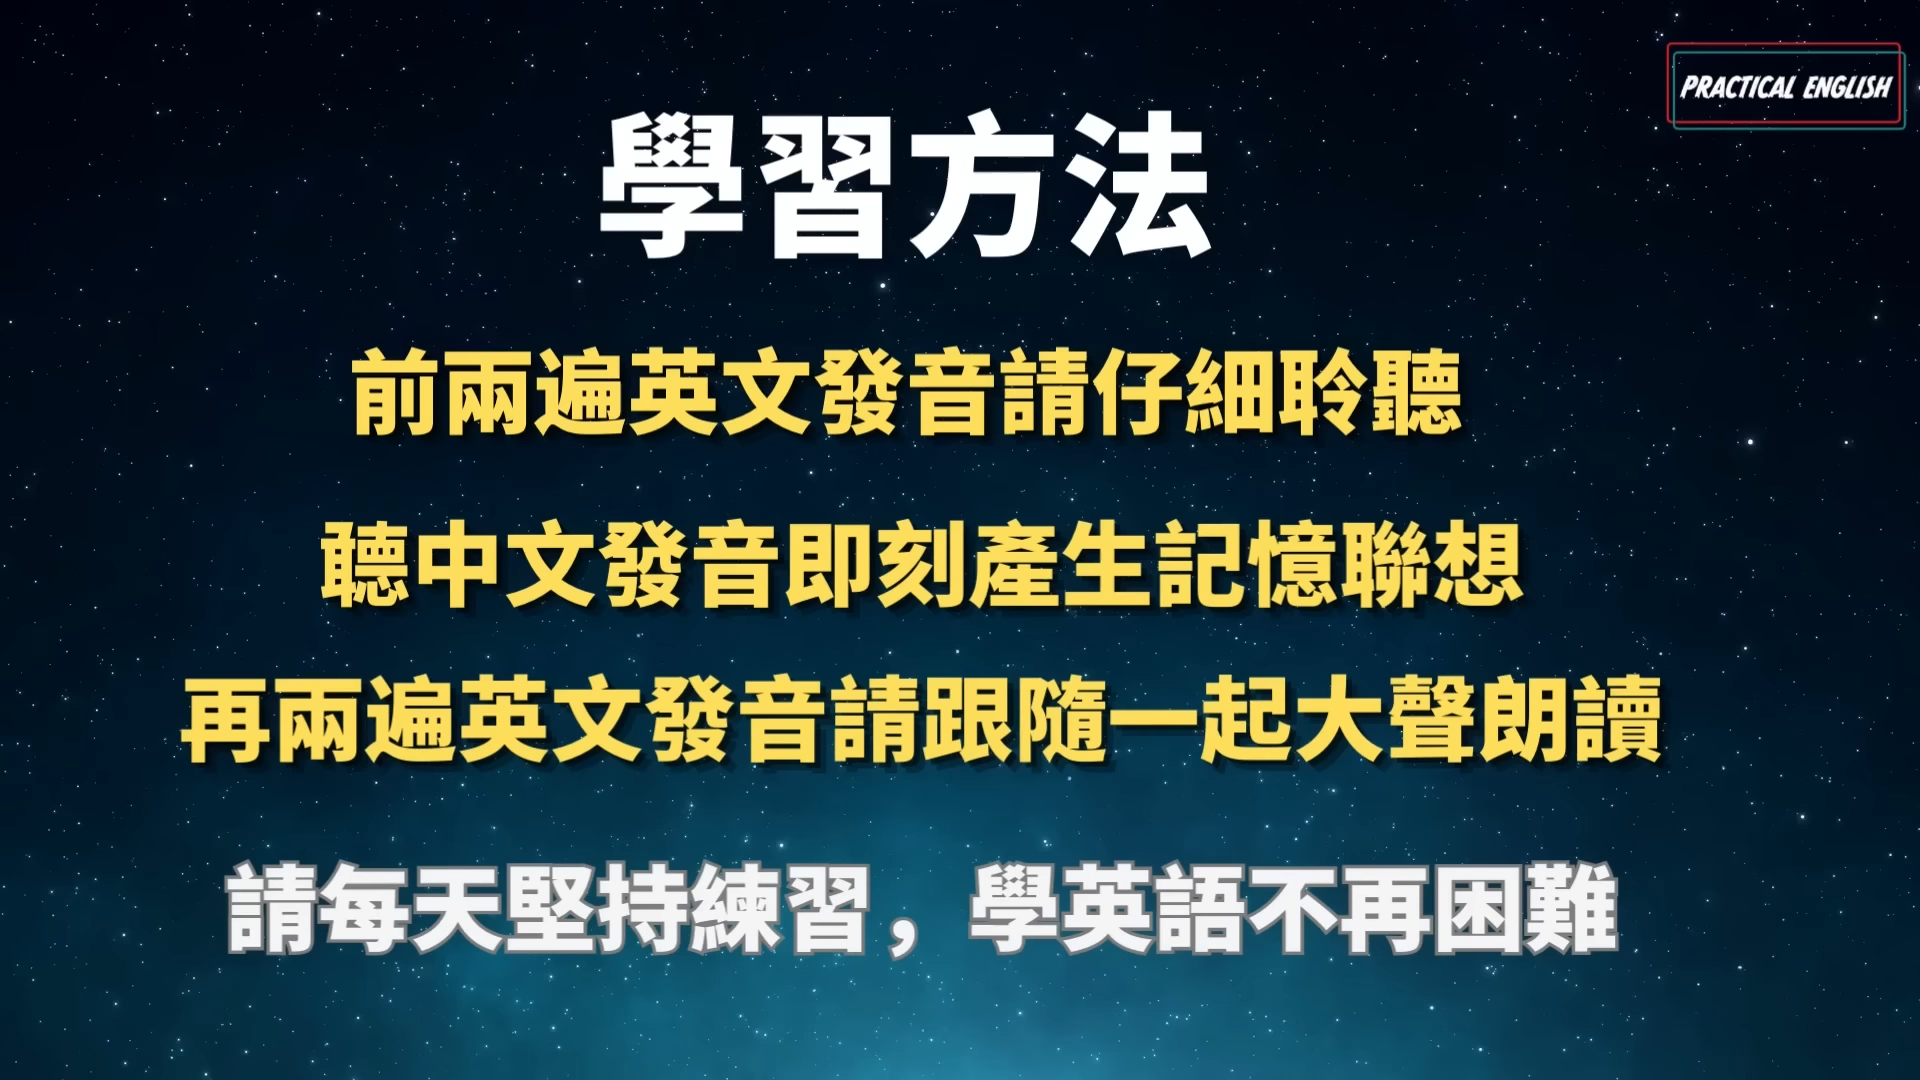 PRACTICAL ENGLISH
學習方法
前兩遍英文發音請仔細聆聽
聽中文發音即刻產生記憶聯想
再兩遍英文發音請跟隨一起大聲朗讀
請每天堅持練習，學英語不再困難